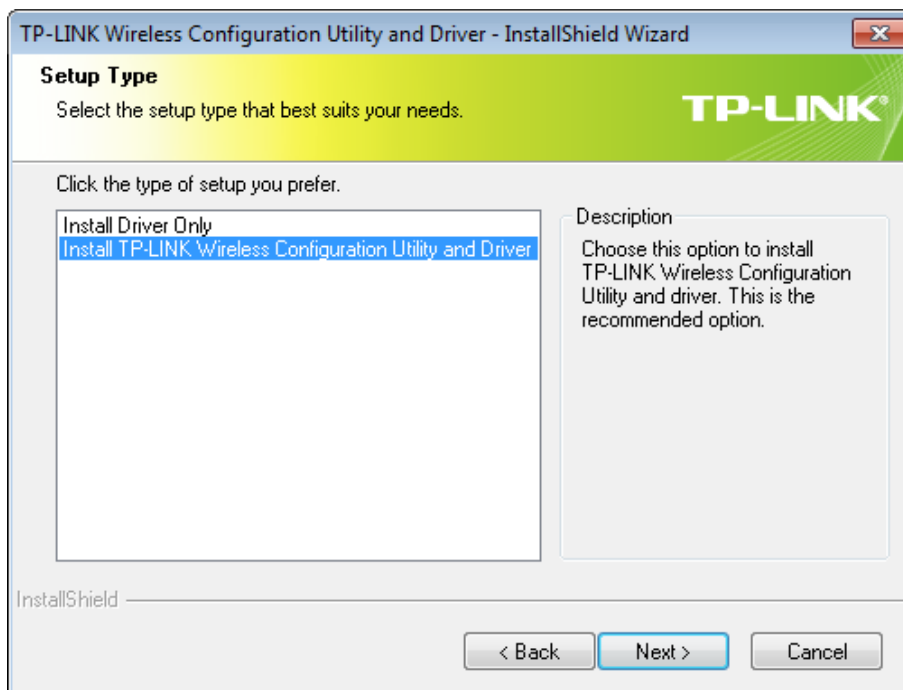 TP-LINK Wireless Configuration Utility and Driver - InstallShield Wizard
Setup Type
Select the setup type that best suits your needs.
TP-LINK®
Click the type of setup you prefer.
Install Driver Only
Install TP-LINK Wireless Configuration Utility and Driver
Description
Choose this option to install
TP-LINK Wireless Configuration
Utility and driver. This is the
recommended option.
InstallShield
< Back
Next >
Cancel